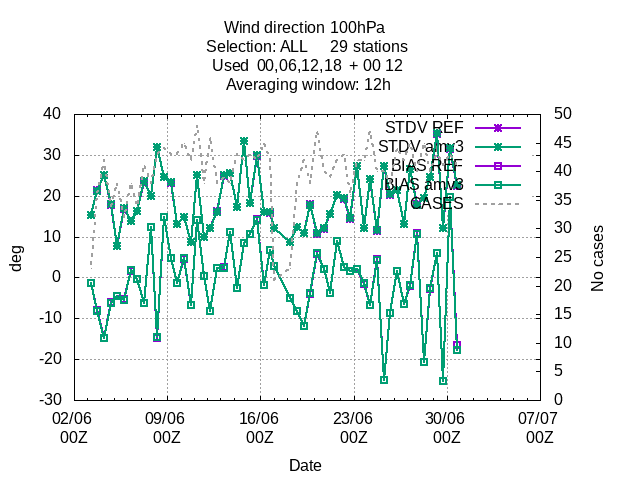 Wind direction 100hPa
Selection: ALL 29 stations
Used 00,06,12,18 + 00 12
Averaging window: 12h
40
30
20
10
0
-10
-20
-30
50
45
40
35
30
25
20
15
10
5
0
STDV REF
STDV amv3
BIAS REF
BIAS amv3
CASES
deg
No cases
02/06 09/06 16/06 23/06 30/06 07/07
00Z 00Z 00Z 00Z 00Z 00Z
Date